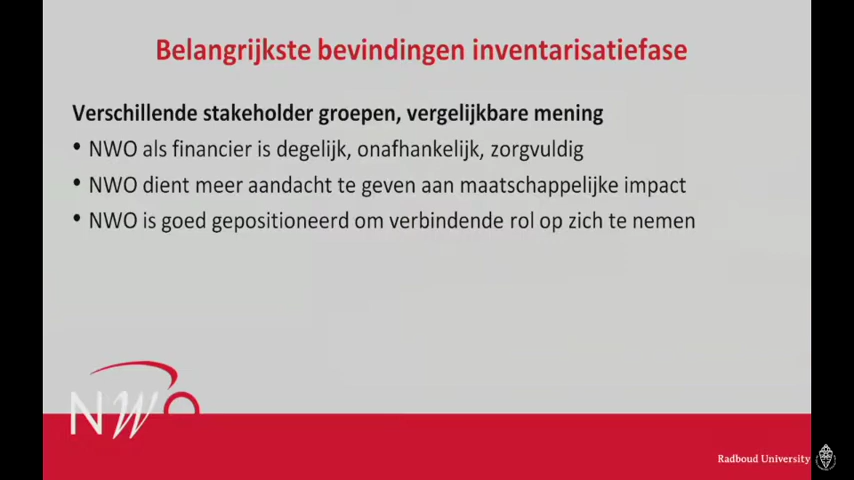 Belangrijkste bevindingen inventarisatiefase
Verschillende stakeholder groepen, vergelijkbare mening
• NWO als financier is degelijk, onafhankelijk, zorgvuldig
• NWO dient meer aandacht te geven aan maatschappelijke impact
• NWO is goed gepositioneerd om verbindende rol op zich te nemen
NWO
Radboud University